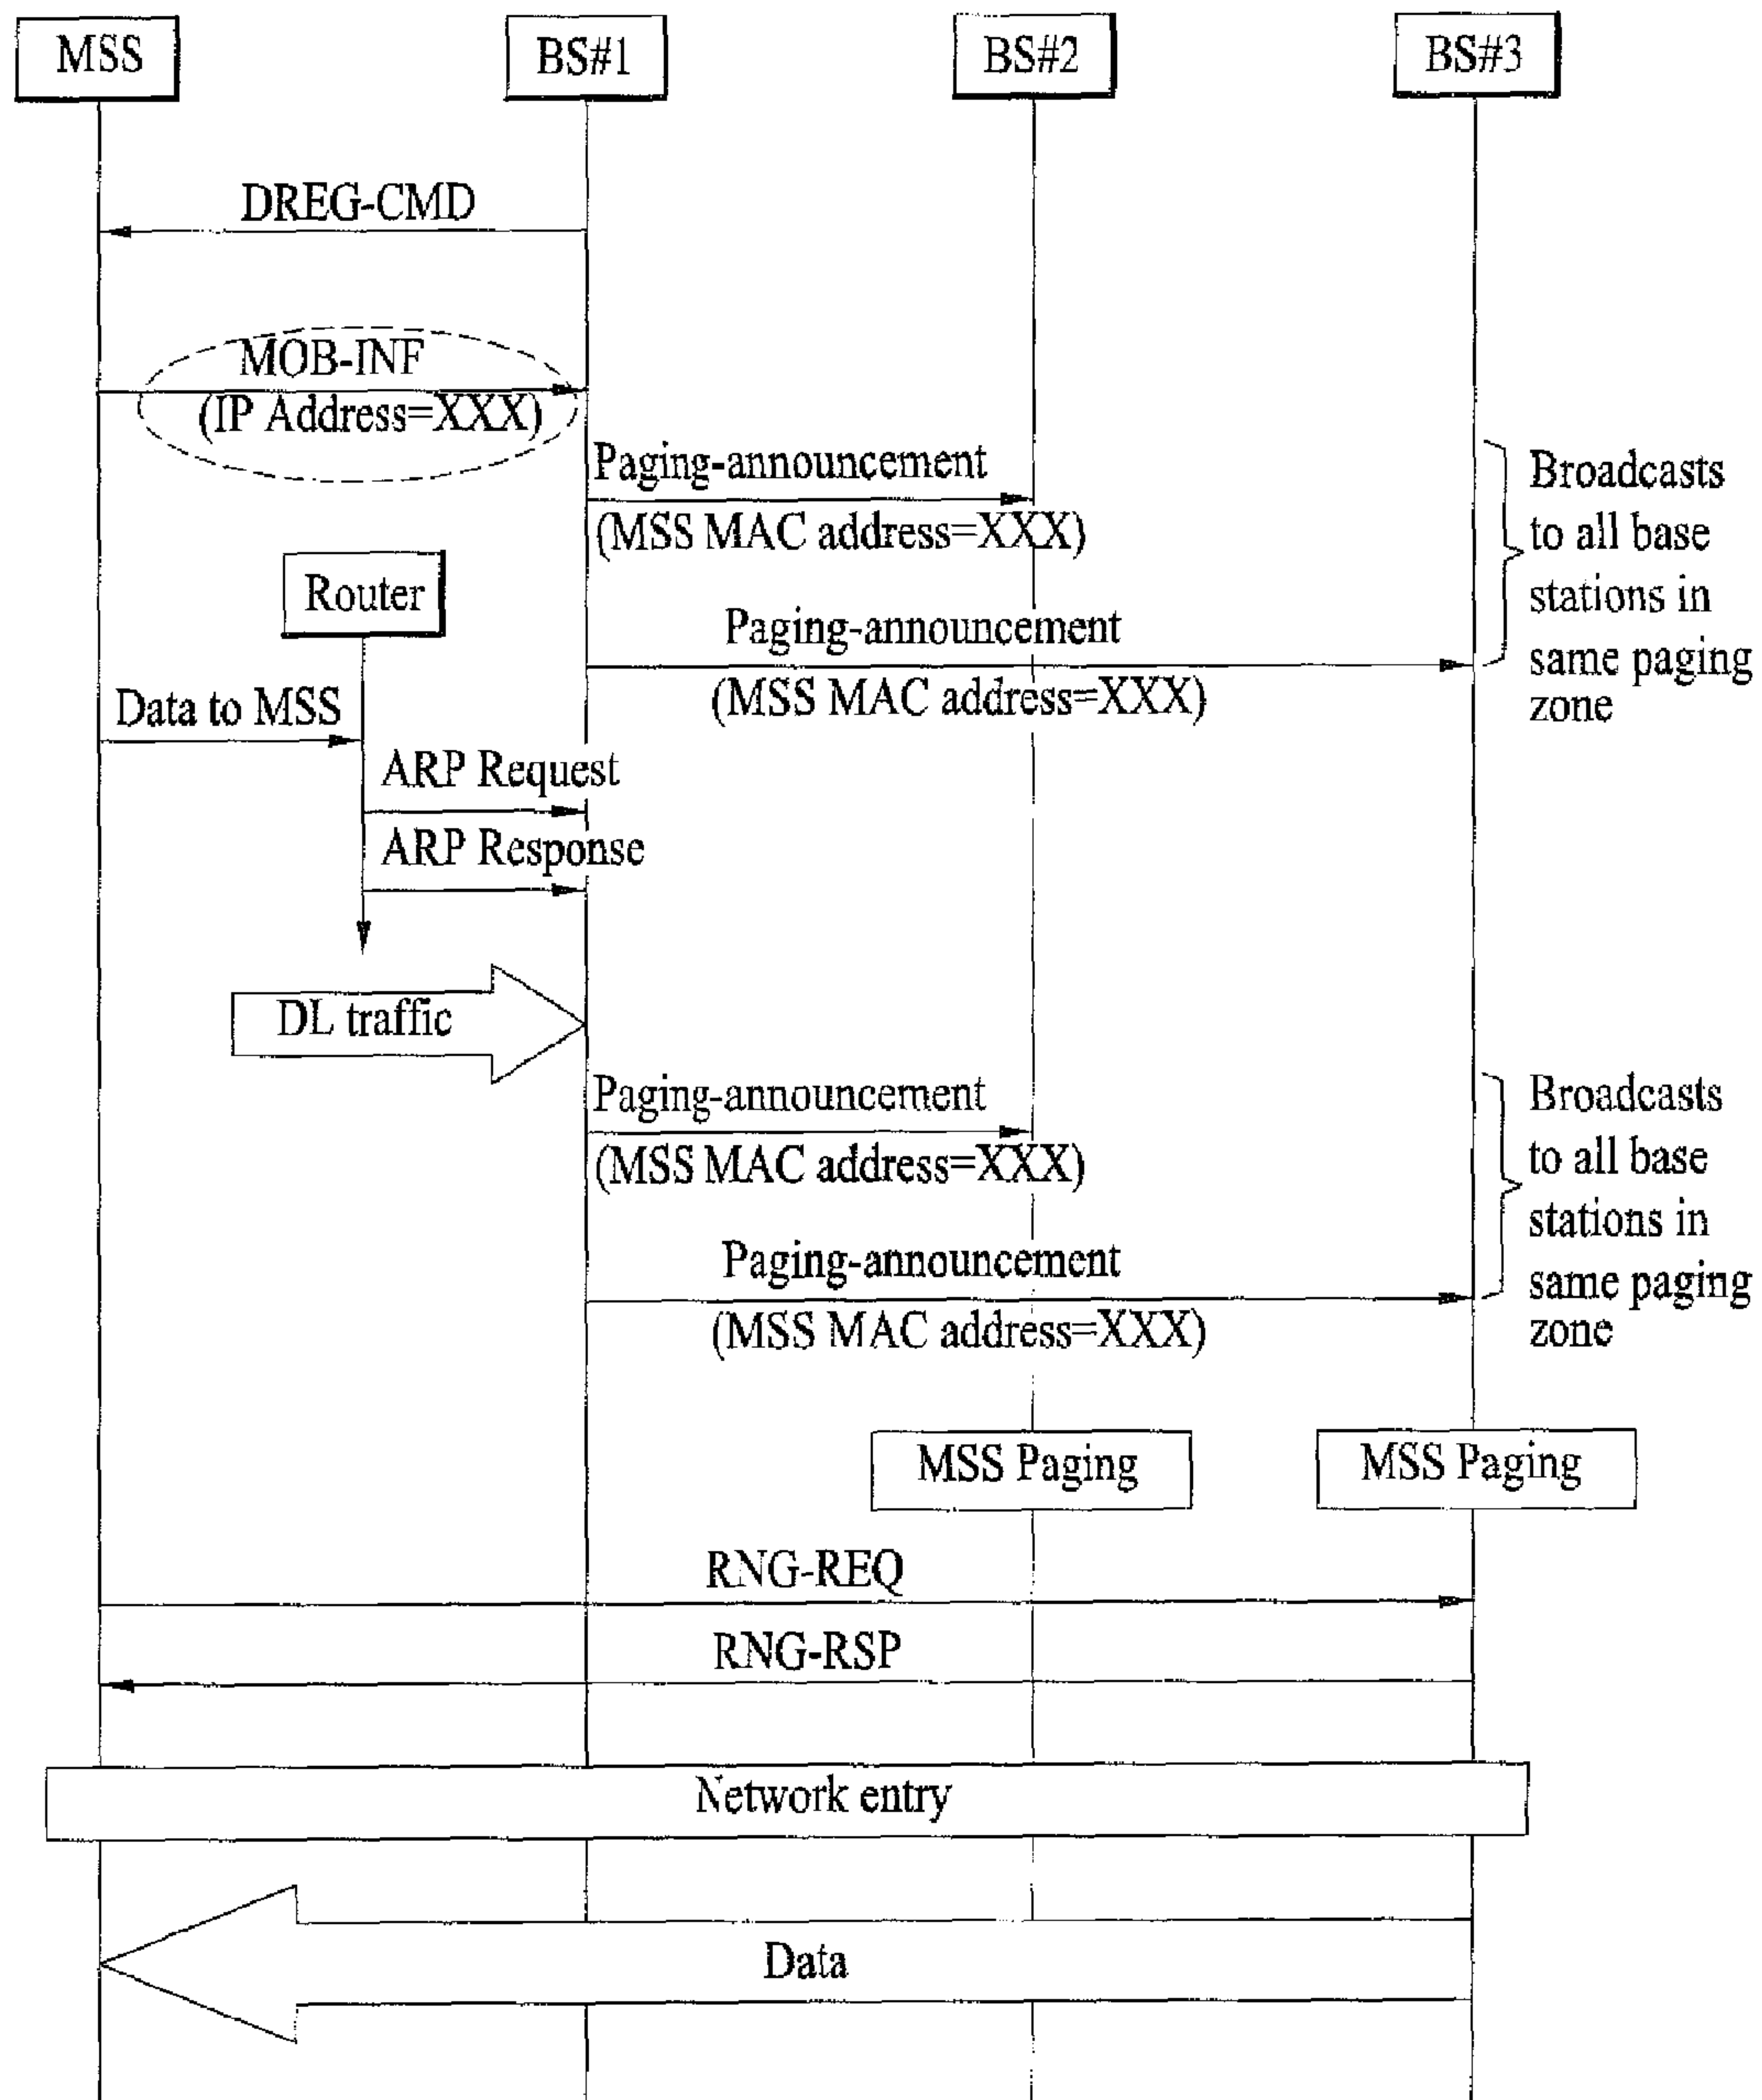 MSS
BS#1
BS#2
BS#3
DREG-CMD
MOB-INF
(IP Address=XXX)
Paging-announcement
(MSS MAC address=XXX)
Broadcasts
to all base
stations in
same paging
zone
Router
Paging-announcement
(MSS MAC address=XXX)
Data to MSS
ARP Request
ARP Response
DL traffic
Paging-announcement
(MSS MAC address=XXX)
Broadcasts
to all base
stations in
same paging
zone
Paging-announcement
(MSS MAC address=XXX)
MSS Paging
MSS Paging
RNG-REQ
RNG-RSP
Network entry
Data